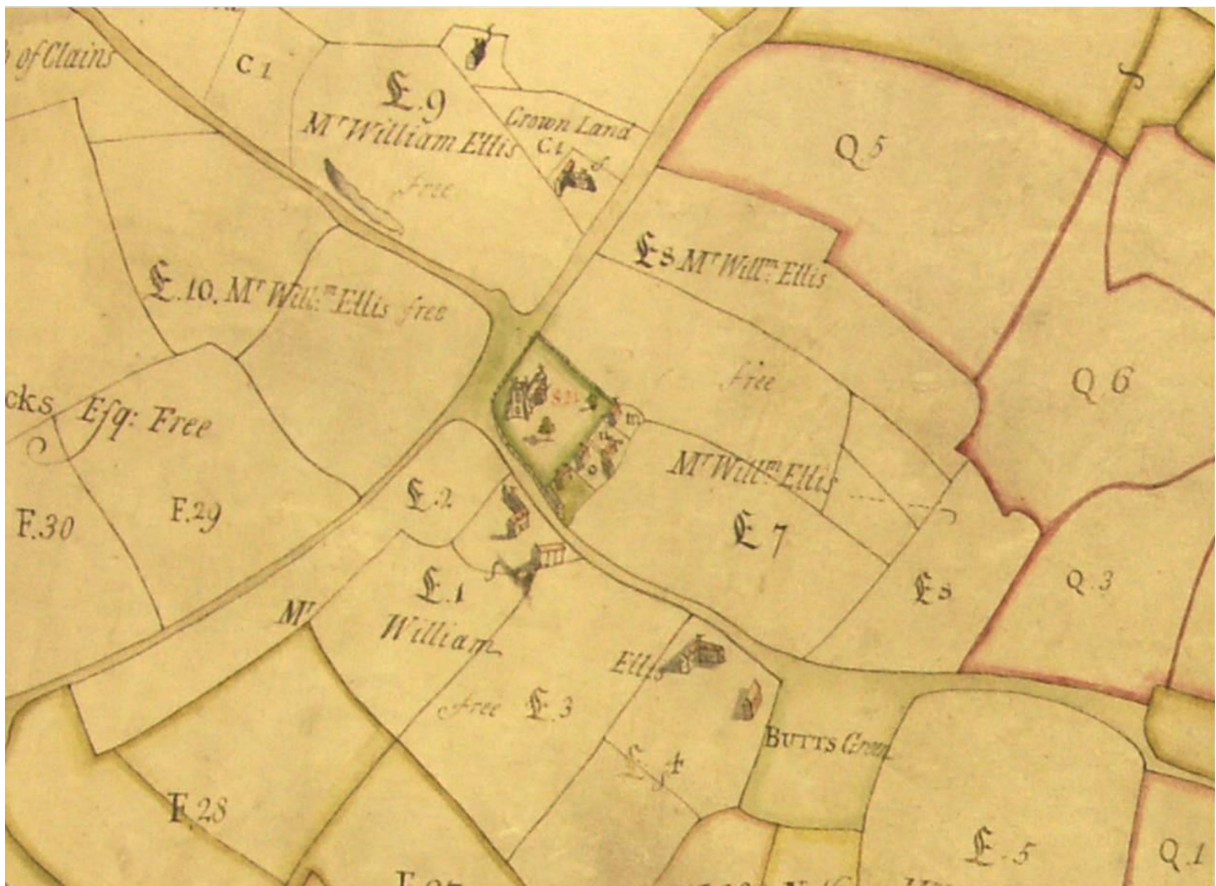 of Clains
C 1
E.9
Mr William Ellis
Free
Crown Land
C.1
Q.5
E 8 Mr Willm Ellis
E.10. Mr Will:m Ellis free
free
Q.6
cks Esq: Free
F.30
F.29
E.2
Mr Willm Ellis
E 7
E 8
Q.3
E.1
Mr
William
Ellis
free E.3
E 4
BUTTS Green
F.28
E.5
Q.1